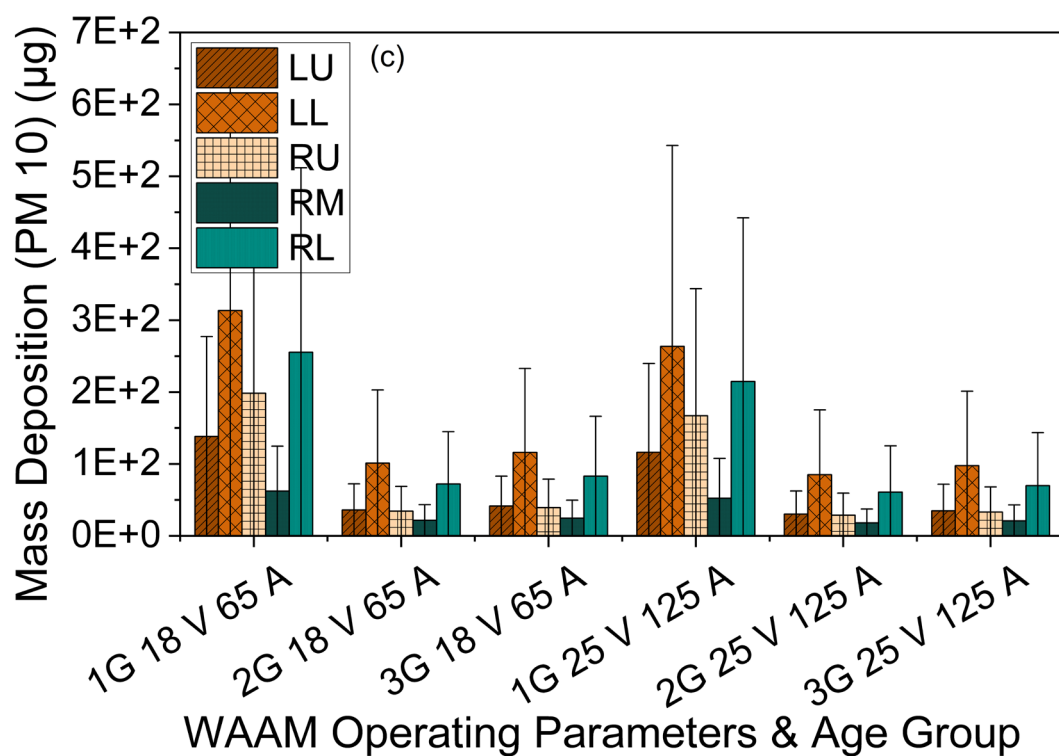 Mass Deposition (PM 10) (µg)
7E+2
6E+2
5E+2
4E+2
3E+2
2E+2
1E+2
0E+0
(c)
LU
LL
RU
RM
RL
1G 18 V 65 A
2G 18 V 65 A
3G 18 V 65 A
1G 25 V 125 A
2G 25 V 125 A
3G 25 V 125 A
WAAM Operating Parameters & Age Group